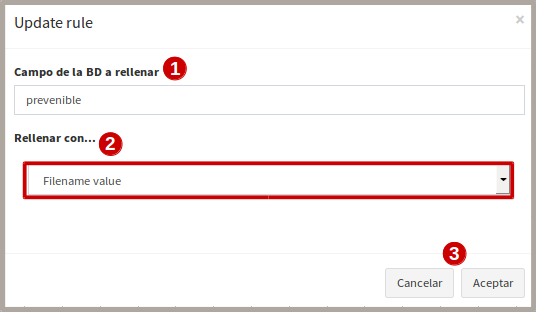 Update rule ×
Campo de la BD a rellenar 1
prevenible
Rellenar con... 2
Filename value
3
Cancelar Aceptar